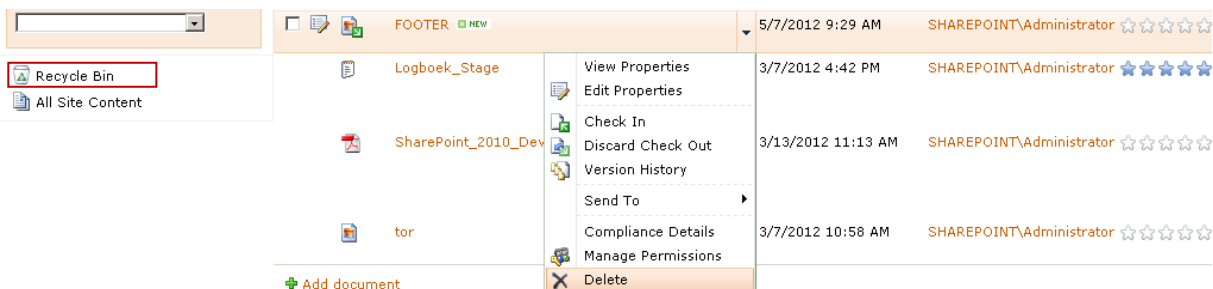 FOOTER NEW 5/7/2012 9:29 AM SHAREPOINT\Administrator
Recycle Bin
All Site Content
Logboek_Stage 3/7/2012 4:42 PM SHAREPOINT\Administrator
SharePoint_2010_Dev 3/13/2012 11:13 AM SHAREPOINT\Administrator
tor 3/7/2012 10:58 AM SHAREPOINT\Administrator
Add document
View Properties
Edit Properties
Check In
Discard Check Out
Version History
Send To
Compliance Details
Manage Permissions
Delete